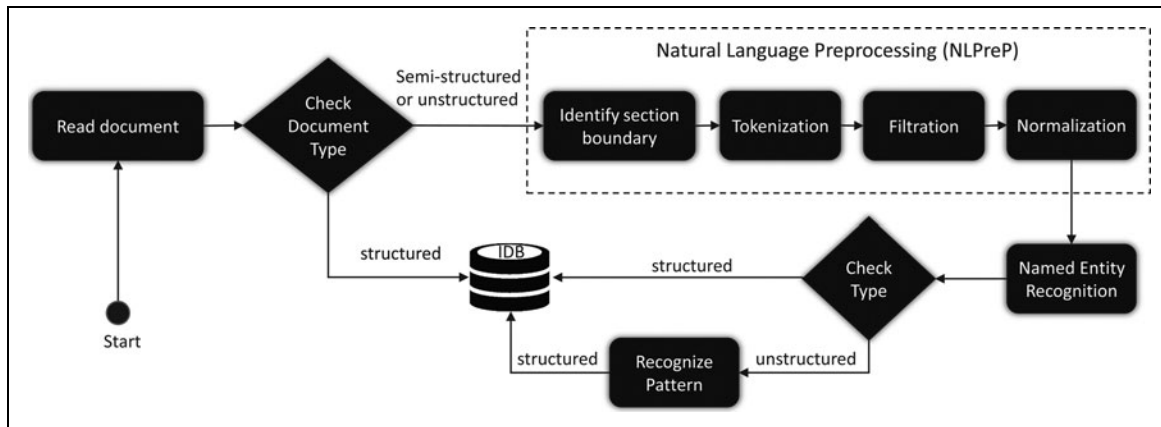 Natural Language Preprocessing (NLPreP)
Read document
Check
Document
Type
Semi-structured
or unstructured
Identify section
boundary
Tokenization
Filtration
Normalization
structured
IDB
structured
Check
Type
Named Entity
Recognition
Start
structured
Recognize
Pattern
unstructured